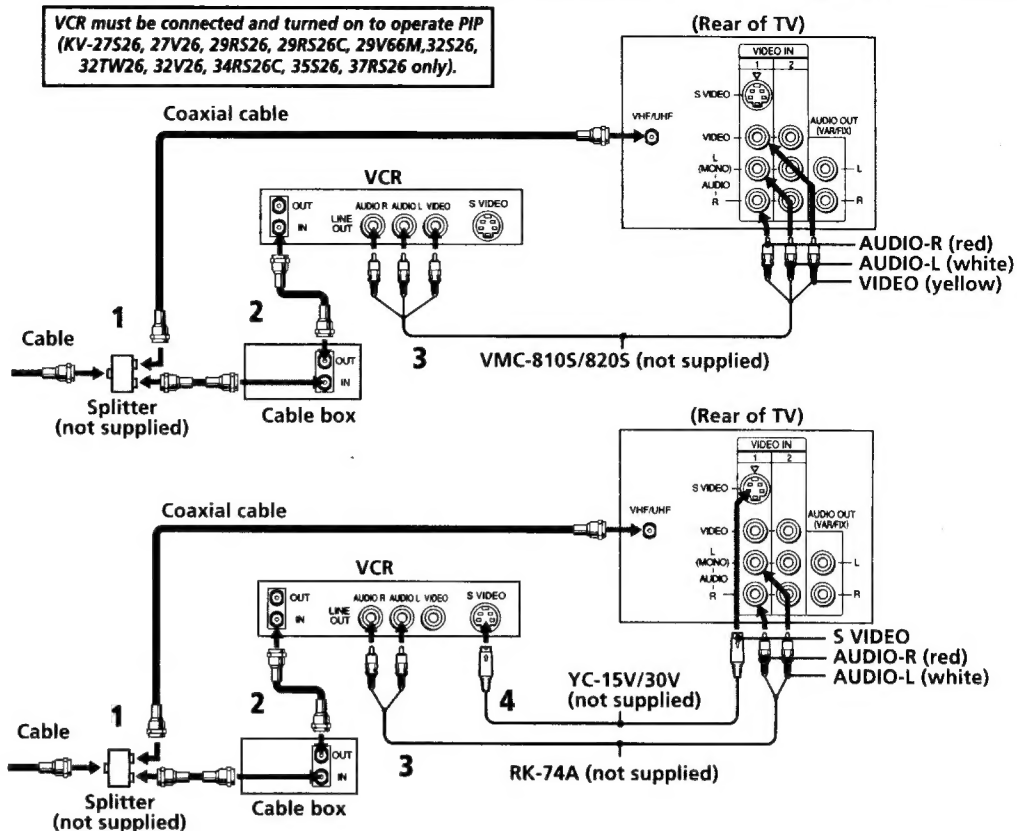 VCR must be connected and turned on to operate PIP
(KV-27S26, 27V26, 29RS26, 29RS26C, 29V66M,32S26,
32TW26, 32V26, 34RS26C, 35S26, 37RS26 only).
(Rear of TV)
VIDEO IN
1 2
S VIDEO
Coaxial cable
VHF/UHF
VIDEO
AUDIO OUT
(VAR/FIX)
L
(MONO)
AUDIO
R
L
R
VCR
OUT
IN
LINE
OUT
AUDIO R AUDIO L VIDEO
S VIDEO
AUDIO-R (red)
AUDIO-L (white)
VIDEO (yellow)
1
2
3
Cable
OUT
IN
VMC-810S/820S (not supplied)
Splitter
(not supplied)
Cable box
(Rear of TV)
VIDEO IN
1 2
S VIDEO
Coaxial cable
VHF/UHF
VIDEO
AUDIO OUT
(VAR/FIX)
L
(MONO)
AUDIO
R
L
R
VCR
OUT
IN
LINE
OUT
AUDIO R AUDIO L VIDEO
S VIDEO
S VIDEO
AUDIO-R (red)
AUDIO-L (white)
1
2
4
YC-15V/30V
(not supplied)
Cable
OUT
IN
3
RK-74A (not supplied)
Splitter
(not supplied)
Cable box